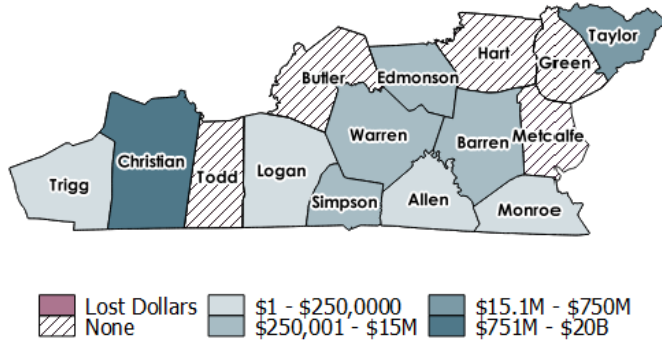 Taylor
Hart
Green
Butler
Edmonson
Warren
Barren
Metcalfe
Christian
Trigg
Todd
Logan
Simpson
Allen
Monroe
Lost Dollars $1 - $250,0000 $15.1M - $750M
None $250,001 - $15M $751M - $20B